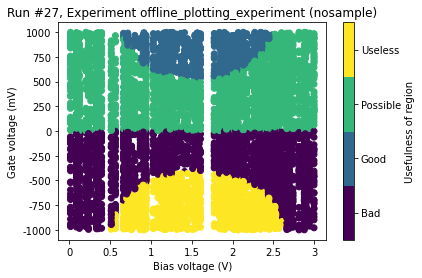 Run #27, Experiment offline_plotting_experiment (nosample)
1000
750
500
250
0
-250
-500
-750
-1000
Gate voltage (mV)
0
0.5
1
1.5
2
2.5
3
Bias voltage (V)
Useless
Possible
Good
Bad
Usefulness of region